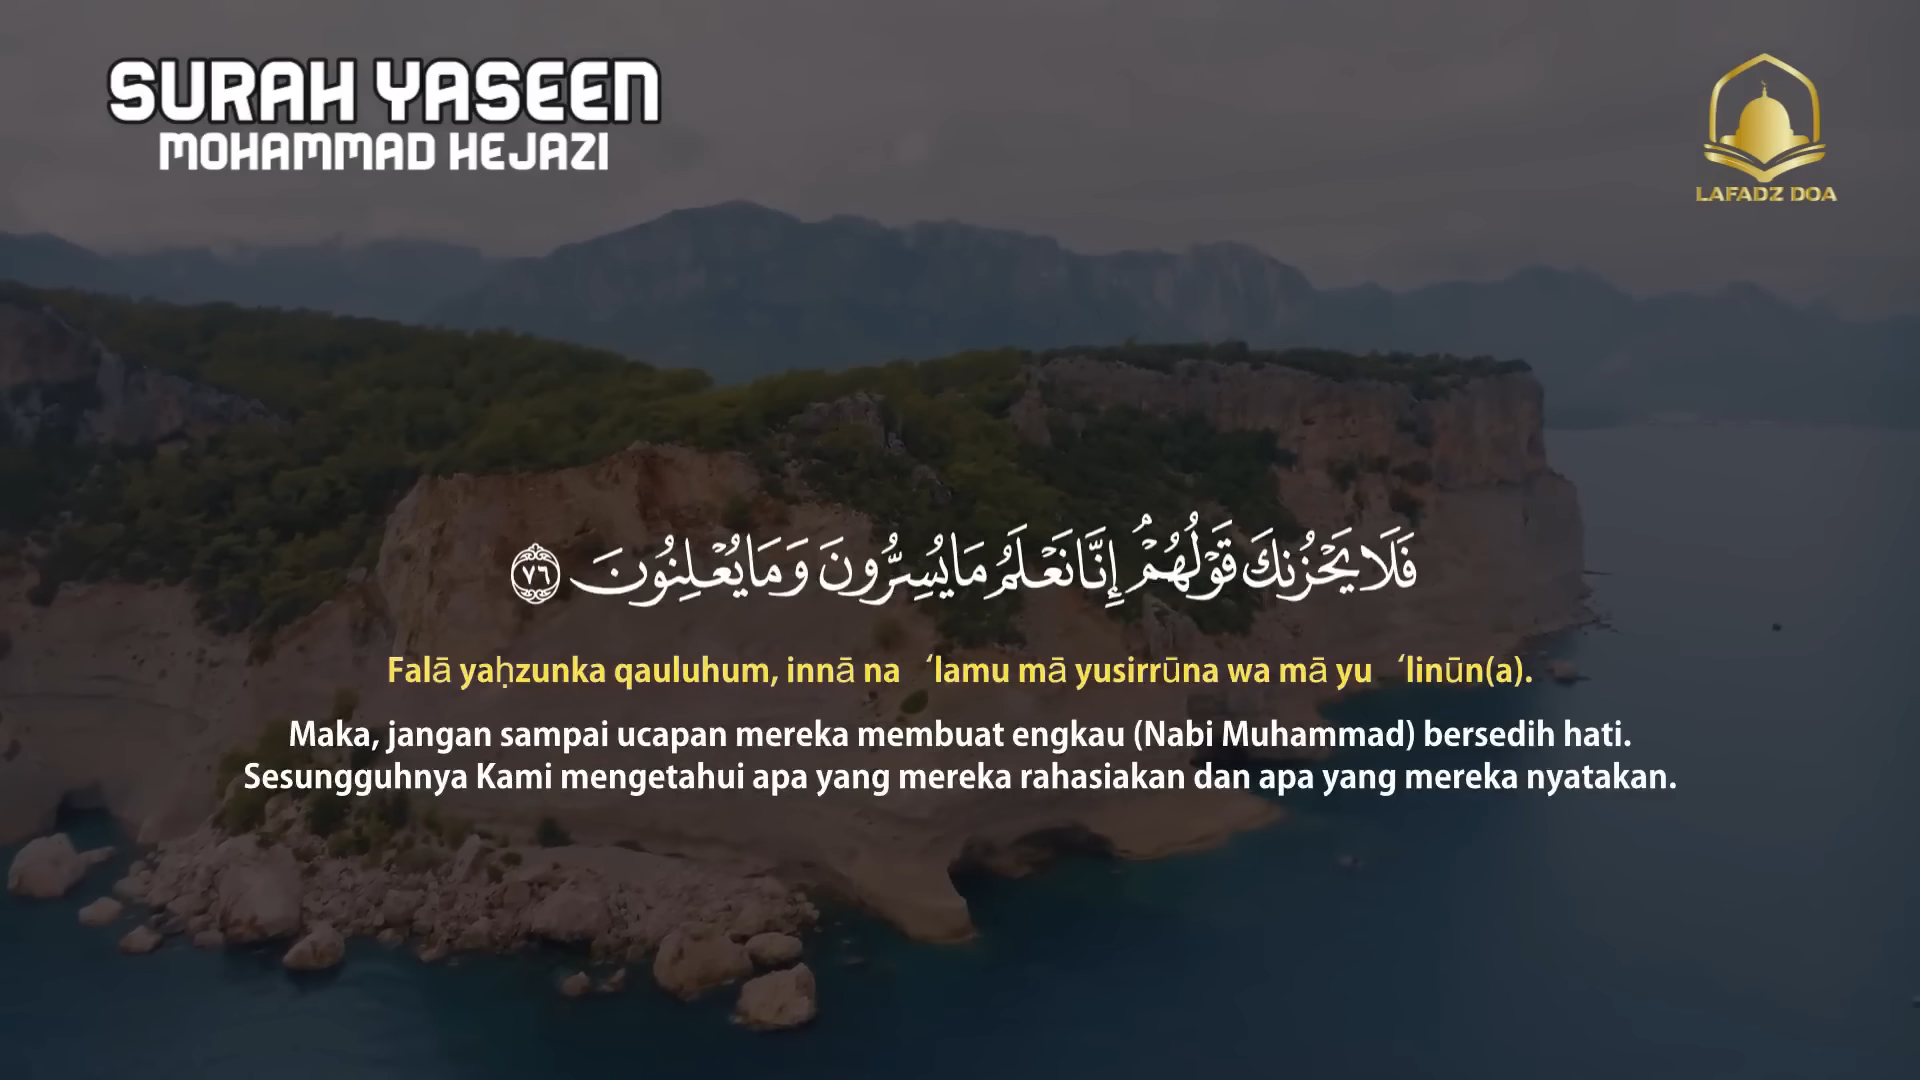 SURAH YASEEN
MOHAMMAD HEJAZI
LAFADZ DOA
فَلَا يَحْزُنكَ قَوْلُهُمْ ۘ إِنَّا نَعْلَمُ مَا يُسِرُّونَ وَمَا يُعْلِنُونَ ٧٦
Falā yaḥzunka qauluhum, innā na‘lamu mā yusirrūna wa mā yu‘linūn(a).
Maka, jangan sampai ucapan mereka membuat engkau (Nabi Muhammad) bersedih hati.
Sesungguhnya Kami mengetahui apa yang mereka rahasiakan dan apa yang mereka nyatakan.